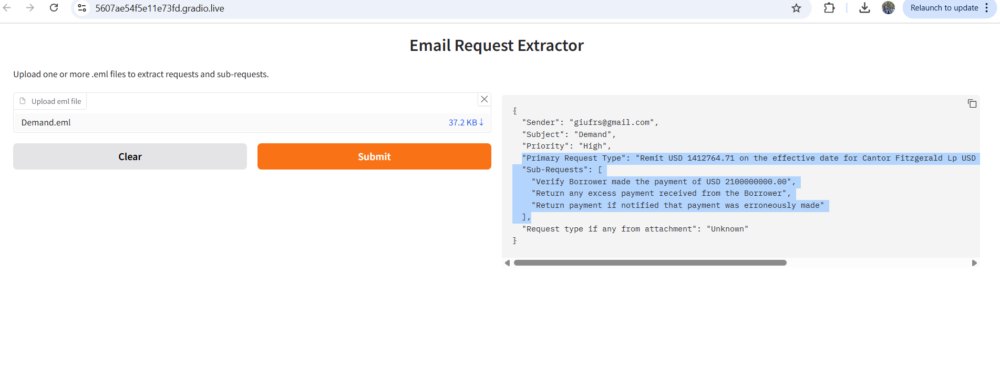 5607ae54f5e11e73fd.gradio.live
Relaunch to update
Email Request Extractor
Upload one or more .eml files to extract requests and sub-requests.
Upload eml file
Demand.eml
37.2 KB ⇣
Clear
Submit
{
"Sender": "giufrs@gmail.com",
"Subject": "Demand",
"Priority": "High",
"Primary Request Type": "Remit USD 1412764.71 on the effective date for Cantor Fitzgerald Lp USD
"Sub-Requests": [
"Verify Borrower made the payment of USD 2100000000.00",
"Return any excess payment received from the Borrower",
"Return payment if notified that payment was erroneously made"
],
"Request type if any from attachment": "Unknown"
}